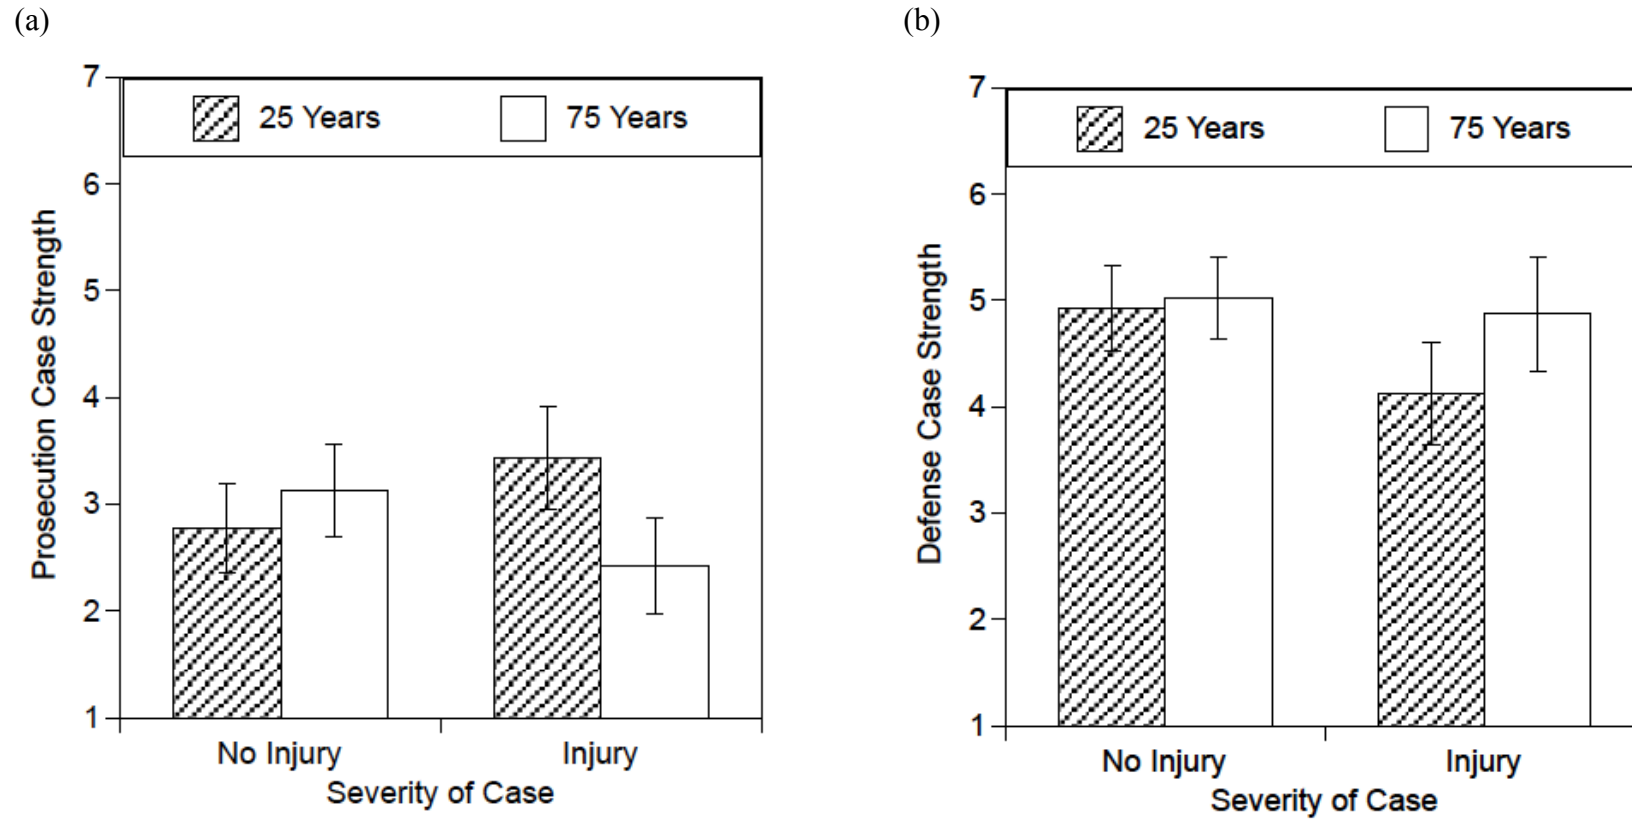 (a)
7
25 Years 75 Years
6
5
4
3
2
1
Prosecution Case Strength
No Injury Injury
Severity of Case
(b)
7
25 Years 75 Years
6
5
4
3
2
1
Defense Case Strength
No Injury Injury
Severity of Case